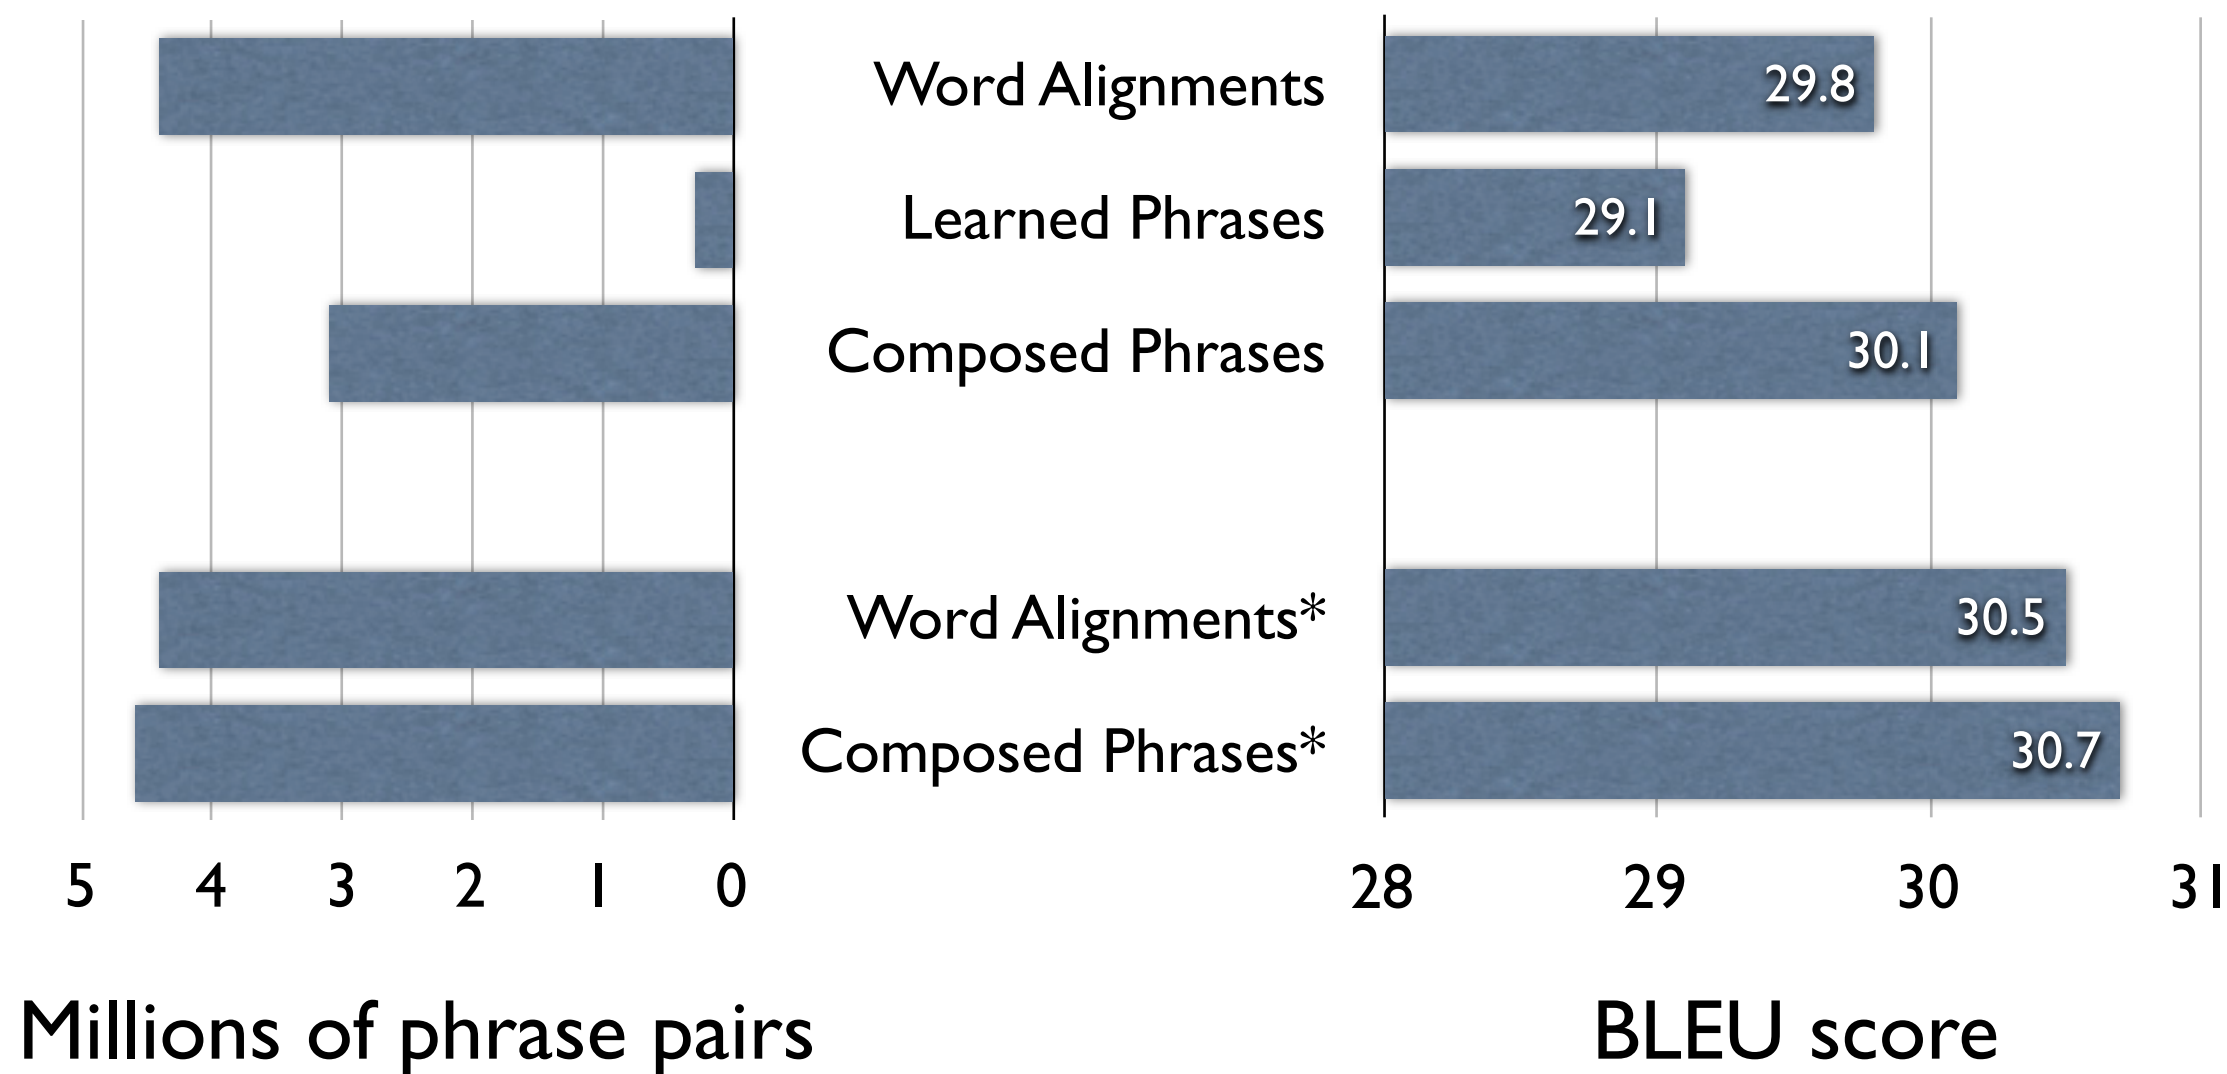 Word Alignments 29.8
Learned Phrases 29.1
Composed Phrases 30.1
Word Alignments* 30.5
Composed Phrases* 30.7
5 4 3 2 1 0 28 29 30 31
Millions of phrase pairs BLEU score